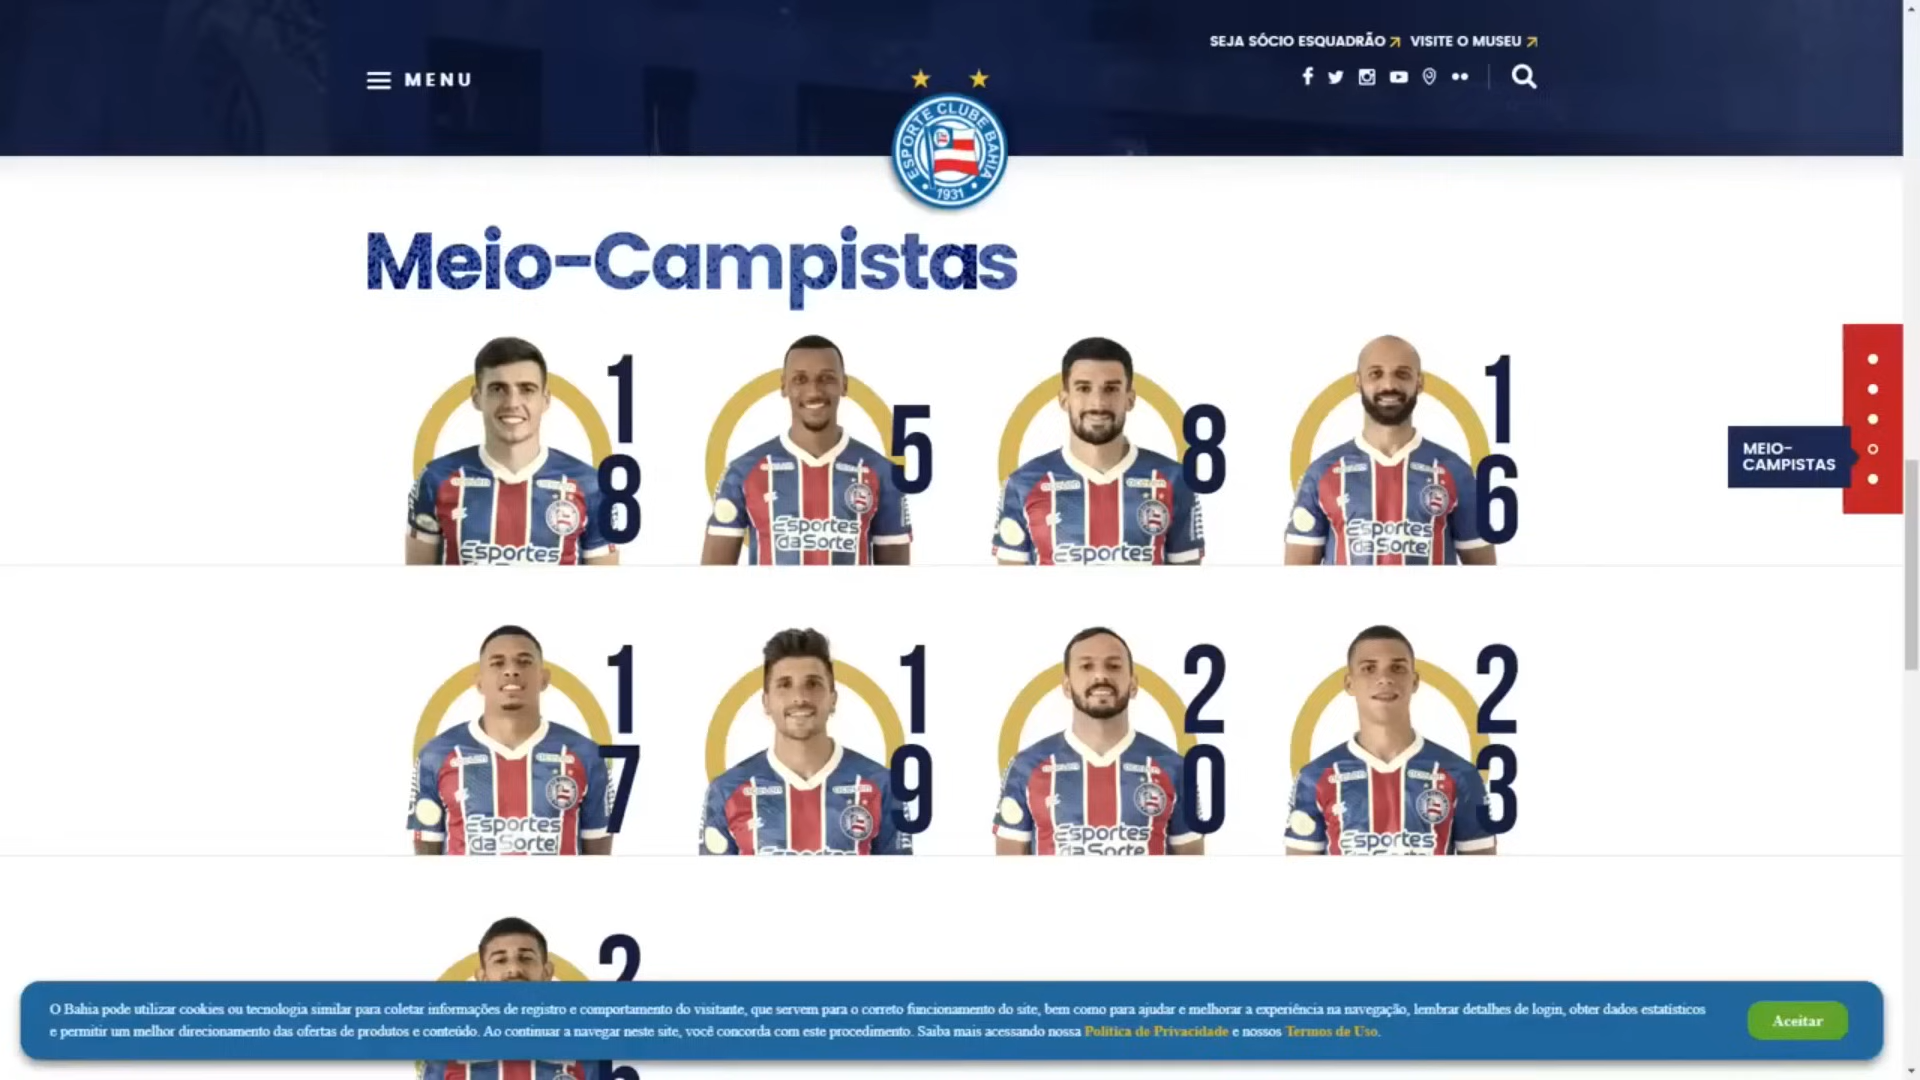 SEJA SÓCIO ESQUADRÃO VISITE O MUSEU
MENU
ESPORTE CLUBE BAHIA
1931
Meio-Campistas
18
5
8
16
Esportes
Esportes
da Sorte
Esportes
Esportes
da Sorte
MEIO-
CAMPISTAS
17
19
20
23
Esportes
da Sorte
Esportes
da Sorte
Esportes
2
O Bahia pode utilizar cookies ou tecnologia similar para coletar informações de registro e comportamento do visitante, que servem para o correto funcionamento do site, bem como para ajudar e melhorar a experiência na navegação, lembrar detalhes de login, obter dados estatísticos
e permitir um melhor direcionamento das ofertas de produtos e conteúdo. Ao continuar a navegar neste site, você concorda com este procedimento. Saiba mais acessando nossa Política de Privacidade e nossos Termos de Uso.
Aceitar